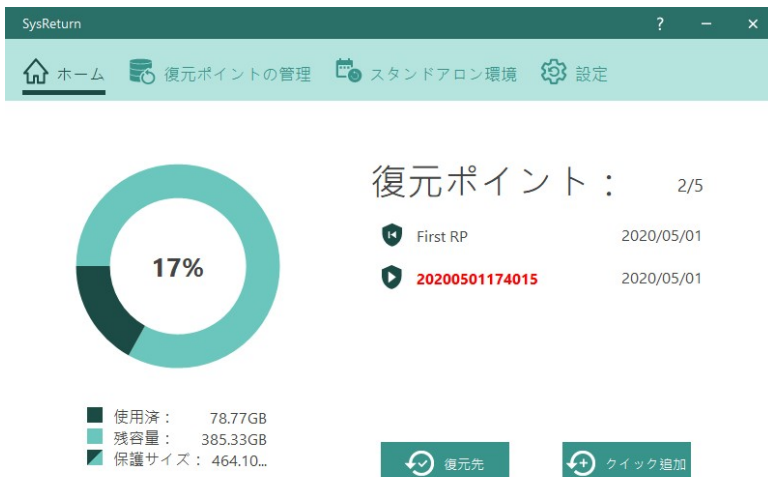 SysReturn
?
ホーム 復元ポイントの管理 スタンドアロン環境 設定
17%
復元ポイント： 2/5
First RP 2020/05/01
20200501174015 2020/05/01
使用済： 78.77GB
残容量： 385.33GB
保護サイズ： 464.10...
復元先 クイック追加